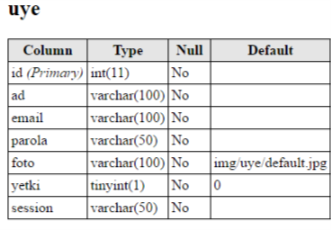 uye
Column Type Null Default
id (Primary) int(11) No
ad varchar(100) No
email varchar(100) No
parola varchar(50) No
foto varchar(100) No img/uye/default.jpg
yetki tinyint(1) No 0
session varchar(50) No